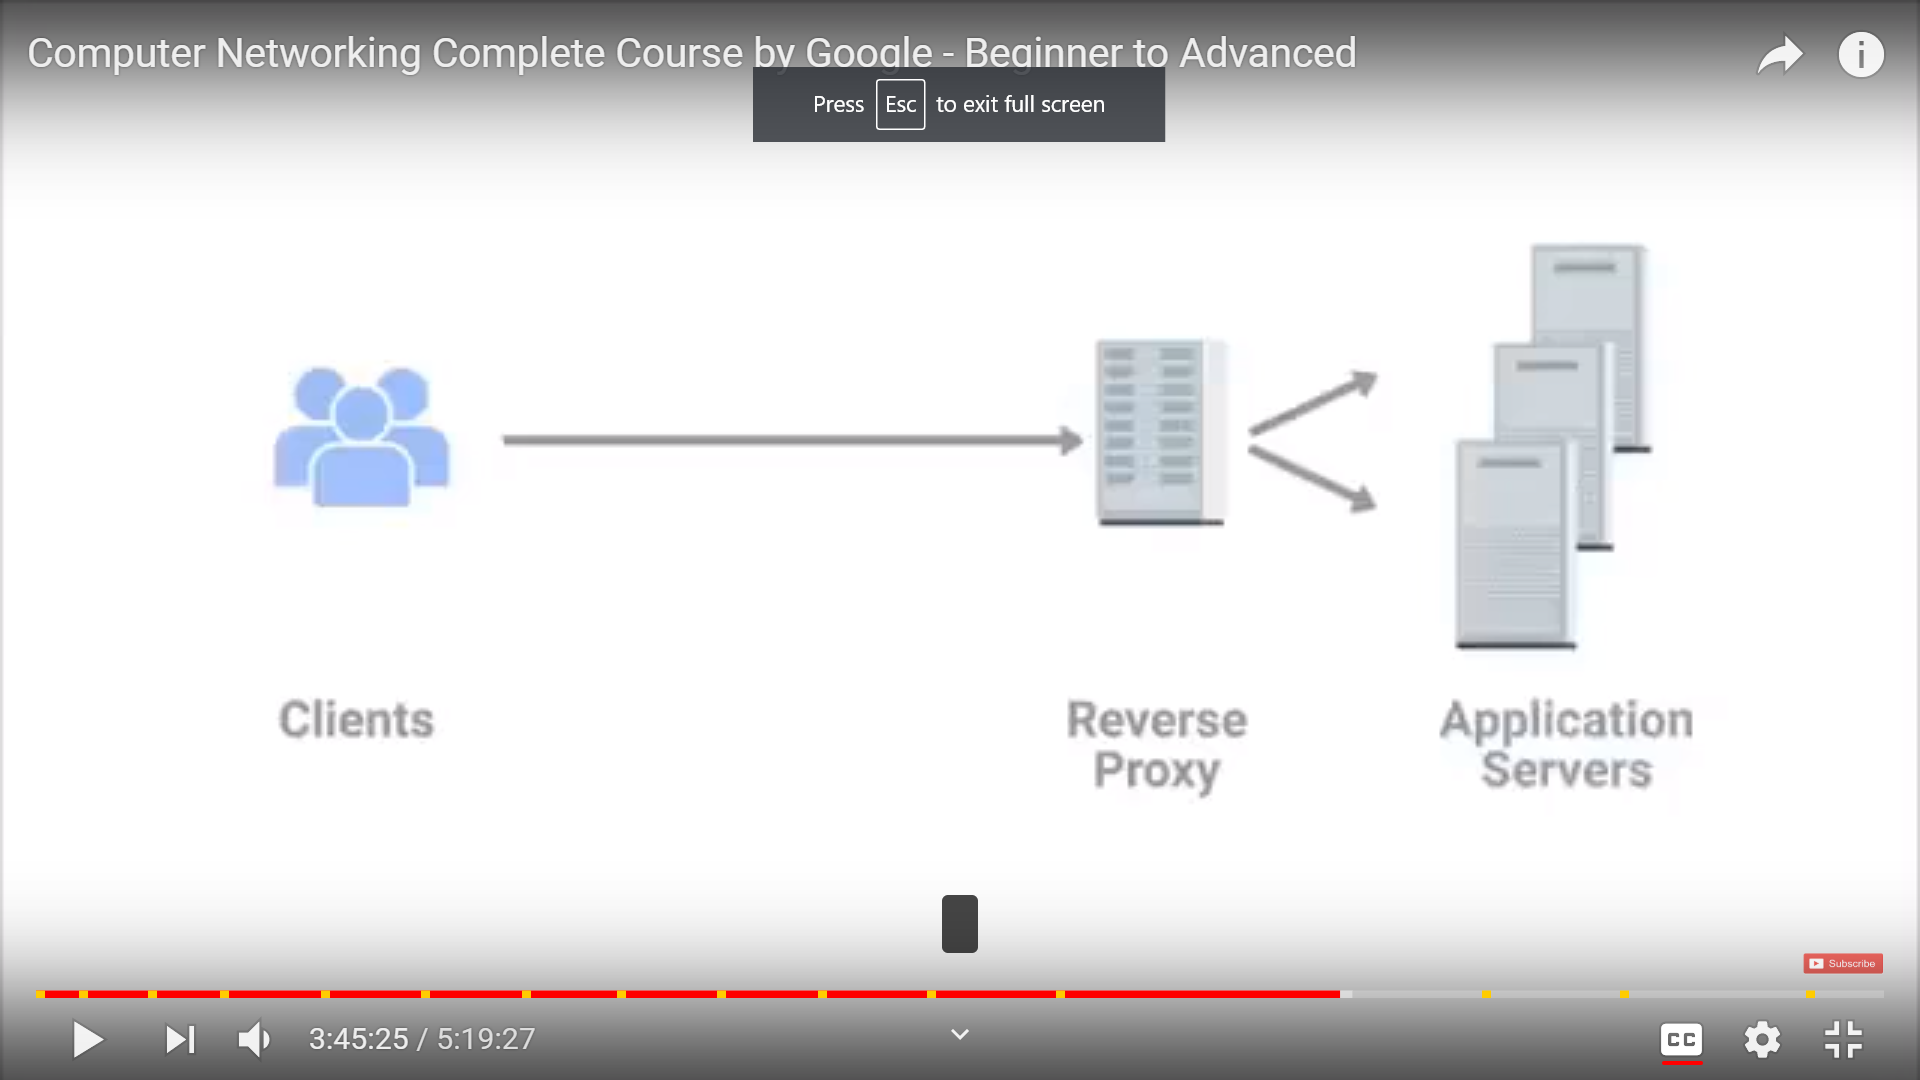 Computer Networking Complete Course by Google - Beginner to Advanced
Press Esc to exit full screen
Clients
Reverse
Proxy
Application
Servers
Subscribe
3:45:25 / 5:19:27
CC